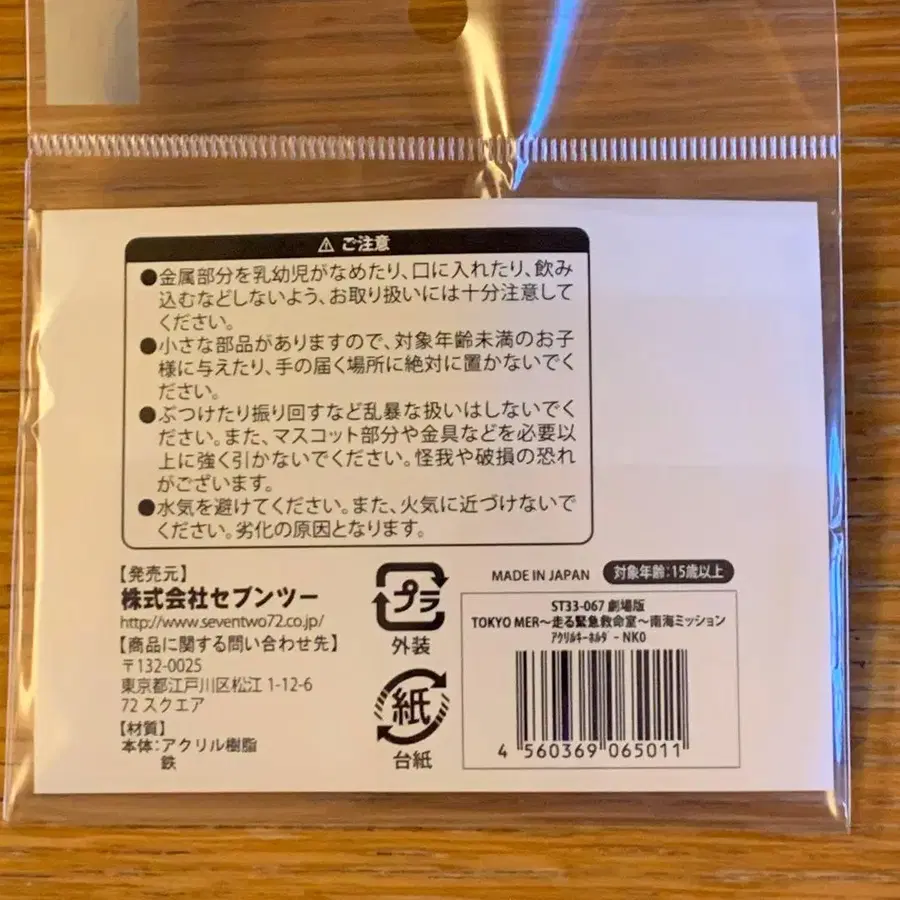 ⚠ ご注意
●金属部分を乳幼児がなめたり、口に入れたり、飲み
込むなどしないよう、お取り扱いには十分注意して
ください。
●小さな部品がありますので、対象年齢未満のお子
様に与えたり、手の届く場所に絶対に置かないでく
ださい。
●ぶつけたり振り回すなど乱暴な扱いはしないでく
ださい。また、マスコット部分や金具などを必要以
上に強く引かないでください。怪我や破損の恐れ
がございます。
●水気を避けてください。また、火気に近づけないで
ください。劣化の原因となります。
【発売元】
株式会社セブンツー
http://www.seventwo72.co.jp/
【商品に関する問い合わせ先】
〒132-0025
東京都江戸川区松江 1-12-6
72 スクエア
【材質】
本体:アクリル樹脂
鉄
プラ
外装
紙
台紙
MADE IN JAPAN
対象年齢:15歳以上
ST33-067 劇場版
TOKYO MER~走る緊急救命室~南海ミッション
アクリルキーホルダー NK0
4 560369 065011